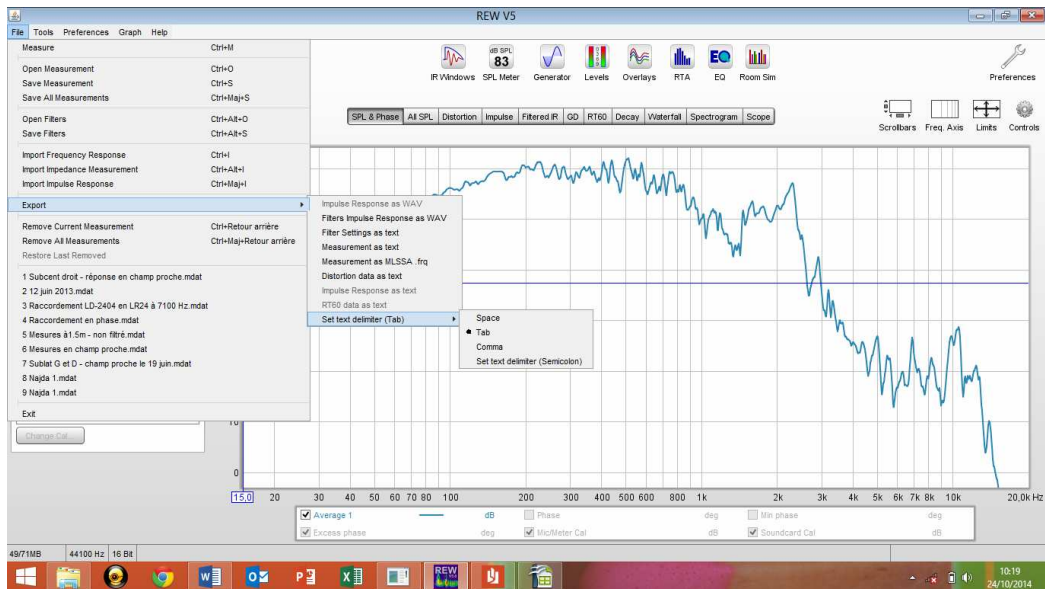 REW V5
File Tools Preferences Graph Help
Measure Ctrl+M
Open Measurement Ctrl+O
Save Measurement Ctrl+S
Save All Measurements Ctrl+Maj+S
Open Filters Ctrl+Alt+O
Save Filters Ctrl+Alt+S
Import Frequency Response Ctrl+I
Import Impedance Measurement Ctrl+Alt+I
Import Impulse Response Ctrl+Maj+I
Export
Remove Current Measurement Ctrl+Retour arrière
Remove All Measurements Ctrl+Maj+Retour arrière
Restore Last Removed
1 Subcent droit - réponse en champ proche.mdat
2 12 juin 2013.mdat
3 Raccordement LD-2404 en LR24 à 7100 Hz.mdat
4 Raccordement en phase.mdat
5 Mesures à1.5m - non filtré.mdat
6 Mesures en champ proche.mdat
7 Sublat G et D - champ proche le 19 juin.mdat
8 Najda 1.mdat
9 Najda 1.mdat
Exit
Change Cal...
Impulse Response as WAV
Filters Impulse Response as WAV
Filter Settings as text
Measurement as text
Measurement as MLSSA .frq
Distortion data as text
Impulse Response as text
RT60 data as text
Set text delimiter (Tab)
Space
Tab
Comma
Set text delimiter (Semicolon)
dB SPL
83
EQ
IR Windows SPL Meter Generator Levels Overlays RTA EQ Room Sim
Preferences
SPL & Phase All SPL Distortion Impulse Filtered IR GD RT60 Decay Waterfall Spectrogram Scope
Scrollbars Freq. Axis Limits Controls
10
0
15,0 20 30 40 50 60 70 80 100 200 300 400 500 600 800 1k 2k 3k 4k 5k 6k 7k 8k 10k 20,0k Hz
Average 1 dB Phase deg Min phase deg
Excess phase deg Mic/Meter Cal dB Soundcard Cal dB
49/71MB 44100 Hz 16 Bit
REW
10:19
24/10/2014